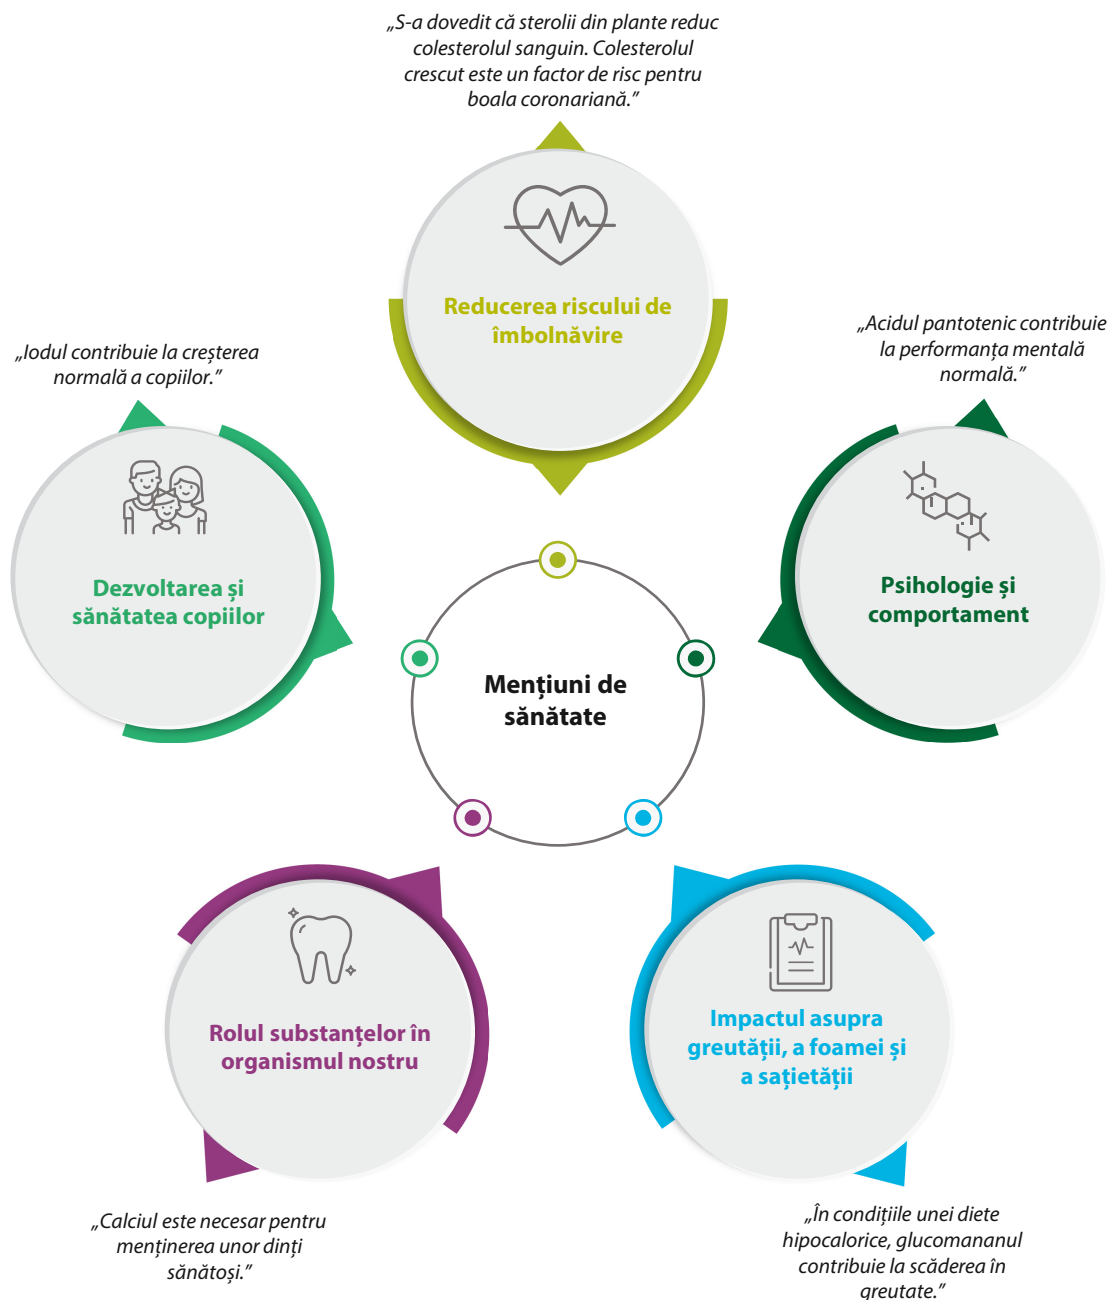 „S-a dovedit că sterolii din plante reduc
colesterolul sanguin. Colesterolul
crescut este un factor de risc pentru
boala coronariană.”
Reducerea riscului de
îmbolnăvire
„Iodul contribuie la creșterea
normală a copiilor.”
„Acidul pantotenic contribuie
la performanța mentală
normală.”
Dezvoltarea și
sănătatea copiilor
Psihologie și
comportament
Mențiuni de
sănătate
Rolul substanțelor în
organismul nostru
Impactul asupra
greutății, a foamei și
a sațietății
„Calciul este necesar pentru
menținerea unor dinți
sănătoși.”
„În condițiile unei diete
hipocalorice, glucomananul
contribuie la scăderea în
greutate.”